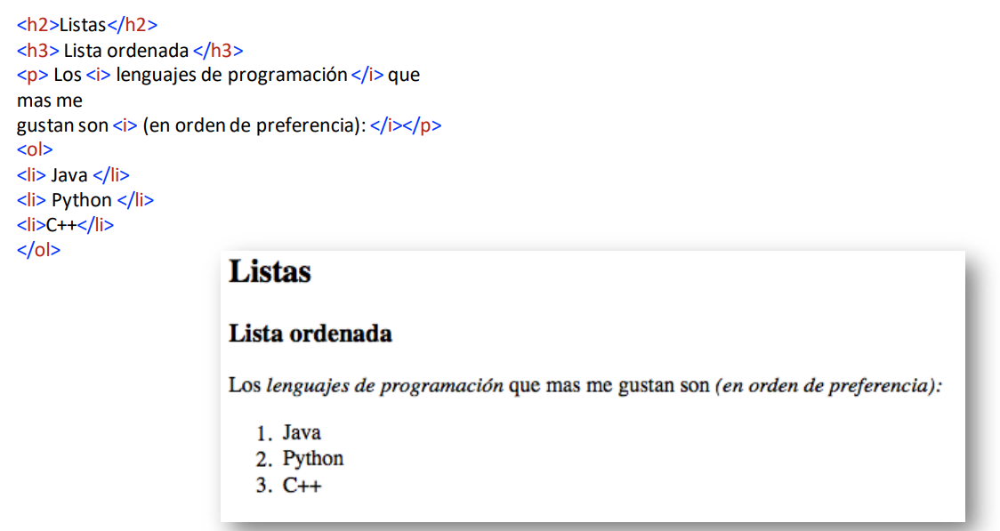 <h2>Listas</h2>
<h3> Lista ordenada </h3>
<p> Los <i> lenguajes de programación </i> que
mas me
gustan son <i> (en orden de preferencia): </i></p>
<ol>
<li> Java </li>
<li> Python </li>
<li>C++</li>
</ol>
Listas
Lista ordenada
Los lenguajes de programación que mas me gustan son (en orden de preferencia):
1. Java
2. Python
3. C++